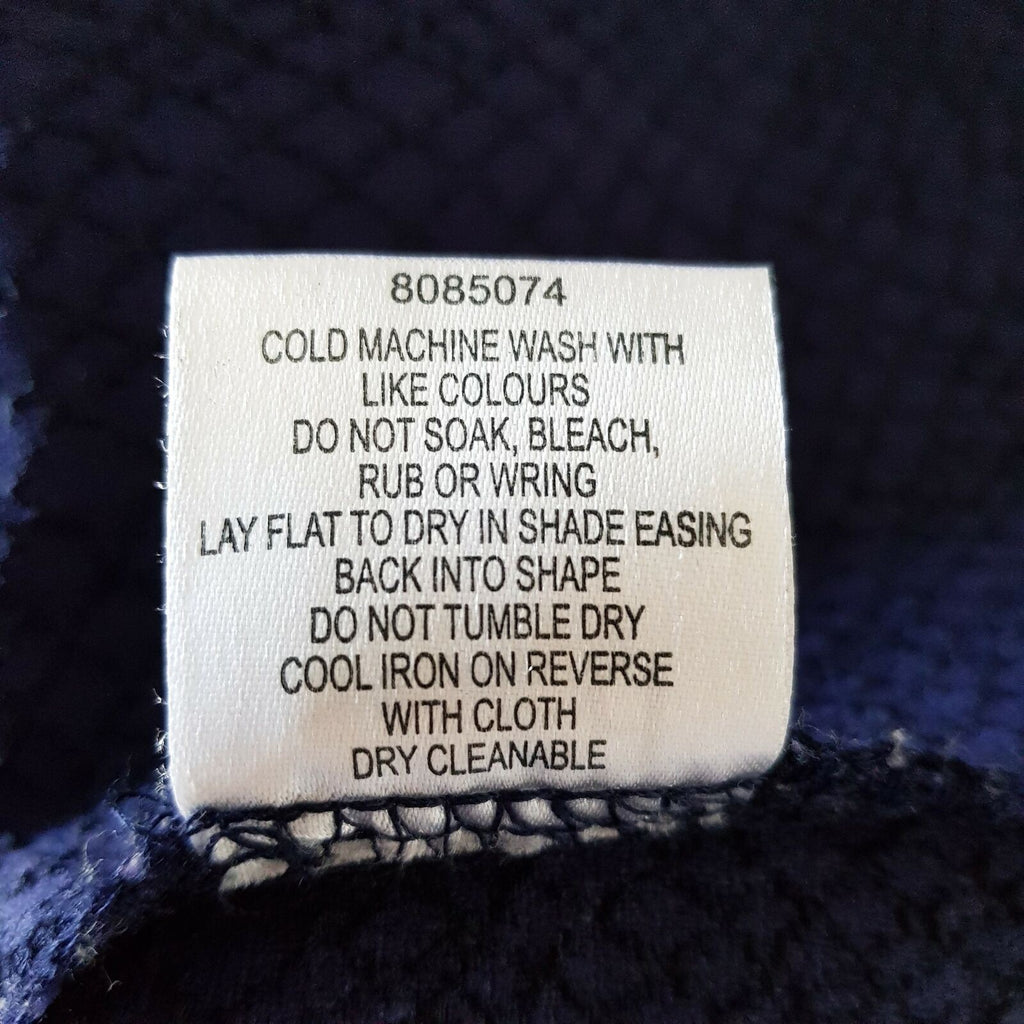 8085074
COLD MACHINE WASH WITH
LIKE COLOURS
DO NOT SOAK, BLEACH,
RUB OR WRING
LAY FLAT TO DRY IN SHADE EASING
BACK INTO SHAPE
DO NOT TUMBLE DRY
COOL IRON ON REVERSE
WITH CLOTH
DRY CLEANABLE